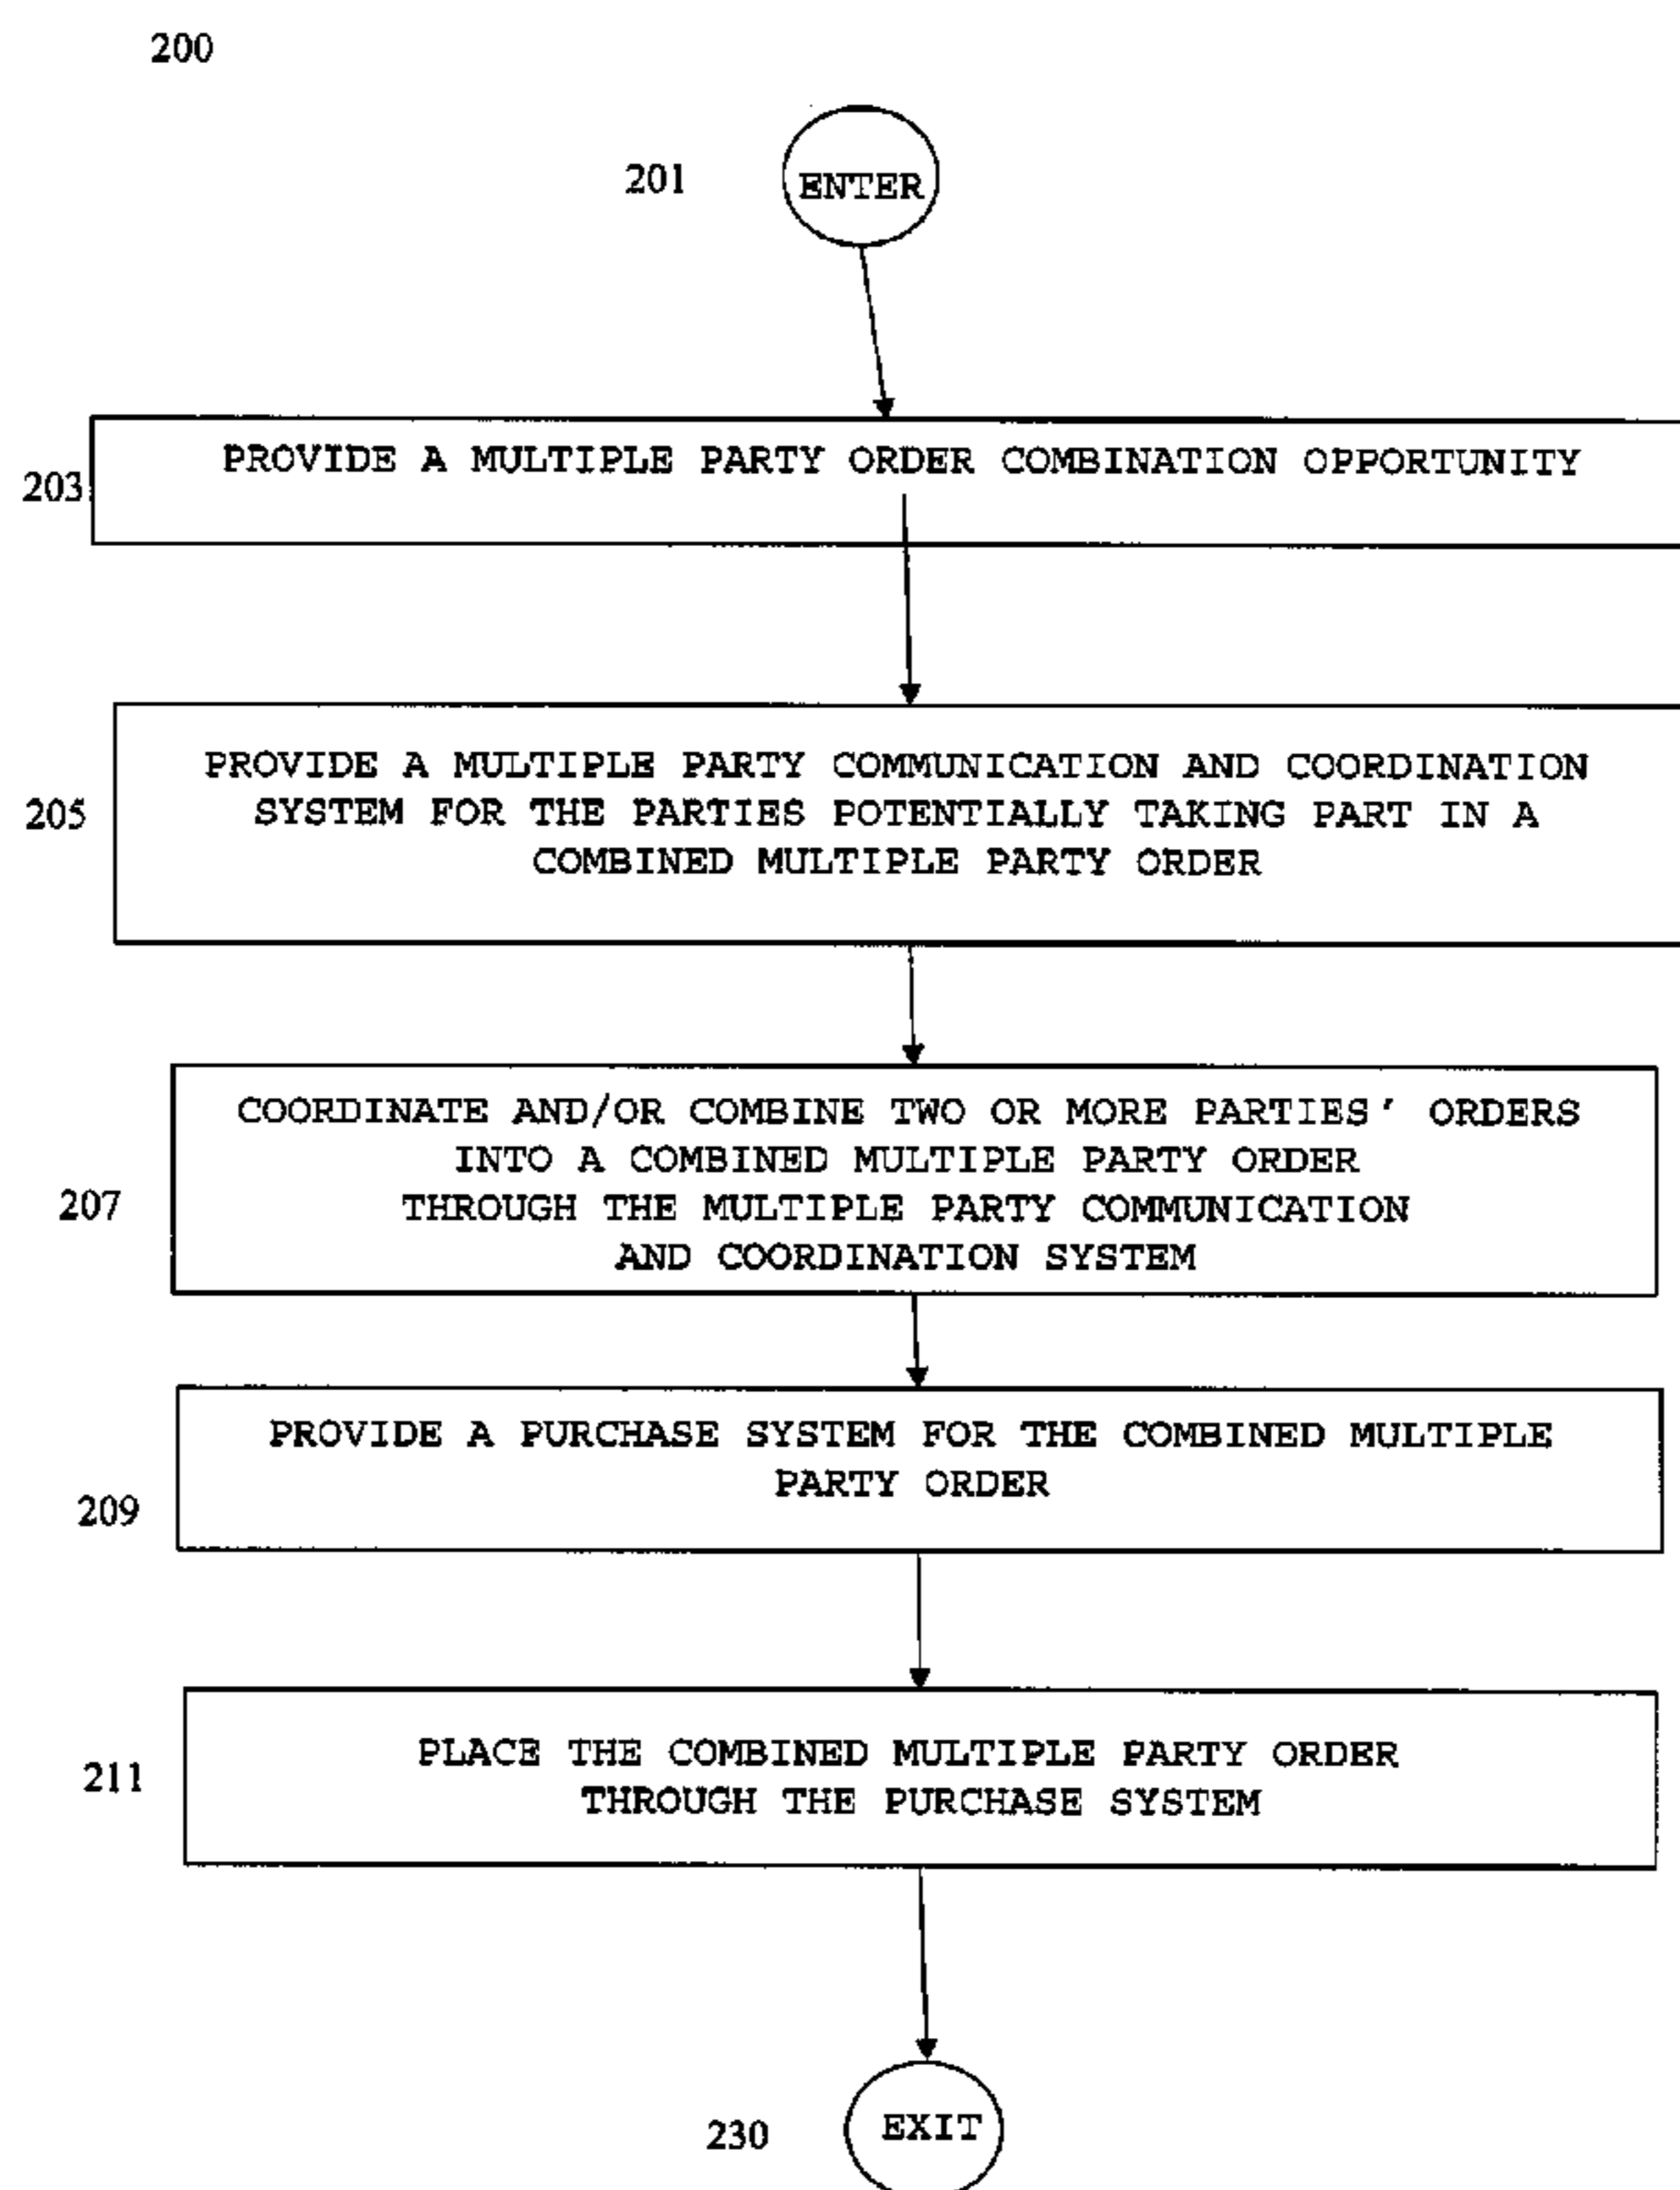 200
201
ENTER
203
PROVIDE A MULTIPLE PARTY ORDER COMBINATION OPPORTUNITY
205
PROVIDE A MULTIPLE PARTY COMMUNICATION AND COORDINATION
SYSTEM FOR THE PARTIES POTENTIALLY TAKING PART IN A
COMBINED MULTIPLE PARTY ORDER
207
COORDINATE AND/OR COMBINE TWO OR MORE PARTIES' ORDERS
INTO A COMBINED MULTIPLE PARTY ORDER
THROUGH THE MULTIPLE PARTY COMMUNICATION
AND COORDINATION SYSTEM
209
PROVIDE A PURCHASE SYSTEM FOR THE COMBINED MULTIPLE
PARTY ORDER
211
PLACE THE COMBINED MULTIPLE PARTY ORDER
THROUGH THE PURCHASE SYSTEM
230
EXIT